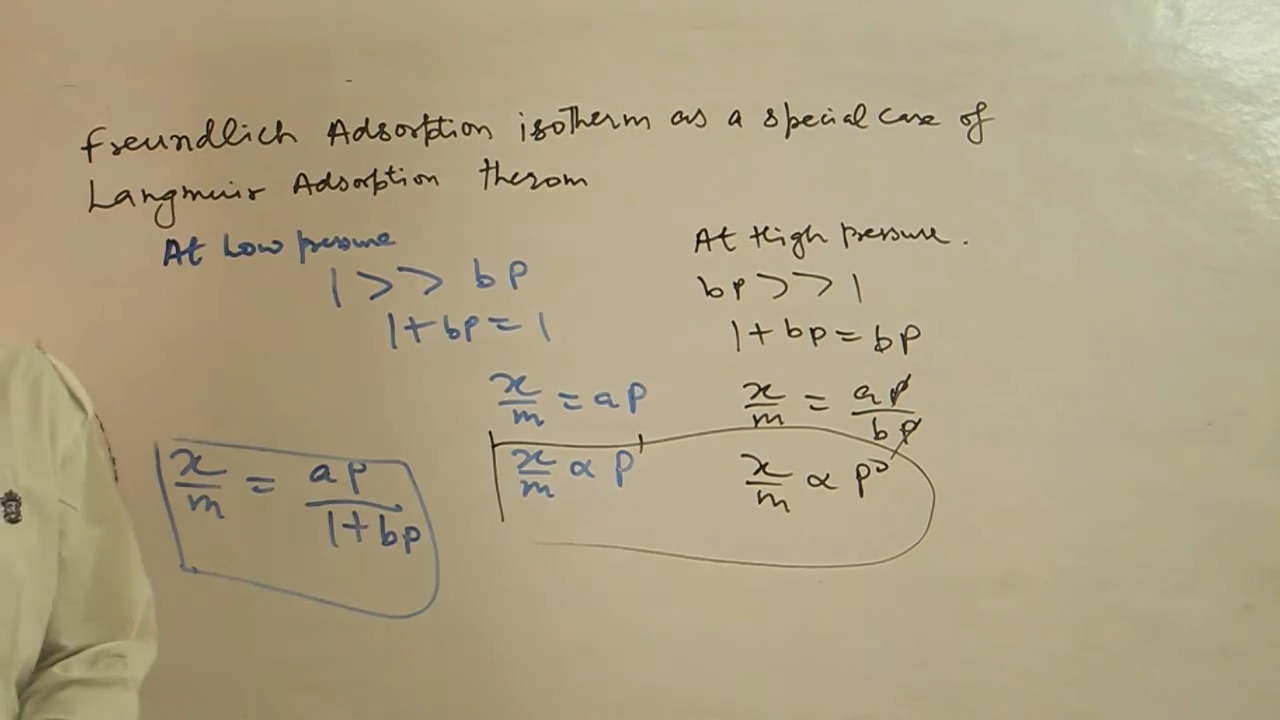 Freundlich Adsorption isotherm as a special case of
Langmuir Adsorption therom
At Low pressure
1 >> bp
1+bp = 1
x/m = ap
x/m ∝ p'
x/m = ap/1+bp
At High pressure.
bp >> 1
1+bp = bp
x/m = ap/bp
x/m ∝ p⁰